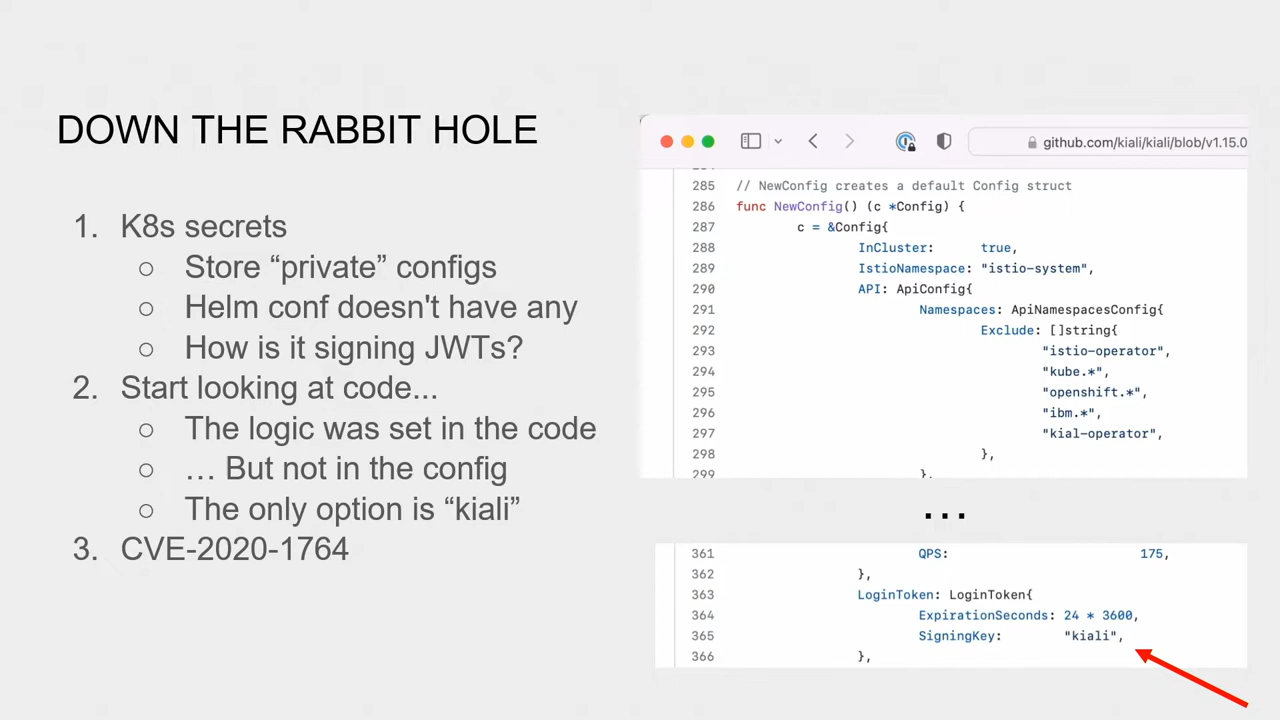 DOWN THE RABBIT HOLE
1. K8s secrets
○ Store “private” configs
○ Helm conf doesn't have any
○ How is it signing JWTs?
2. Start looking at code...
○ The logic was set in the code
○ … But not in the config
○ The only option is “kiali”
3. CVE-2020-1764
github.com/kiali/kiali/blob/v1.15.0
285 // NewConfig creates a default Config struct
286 func NewConfig() (c *Config) {
287 c = &Config{
288 InCluster: true,
289 IstioNamespace: "istio-system",
290 API: ApiConfig{
291 Namespaces: ApiNamespacesConfig{
292 Exclude: []string{
293 "istio-operator",
294 "kube.*",
295 "openshift.*",
296 "ibm.*",
297 "kial-operator",
298 },
299 },
...
361 QPS: 175,
362 },
363 LoginToken: LoginToken{
364 ExpirationSeconds: 24 * 3600,
365 SigningKey: "kiali",
366 },